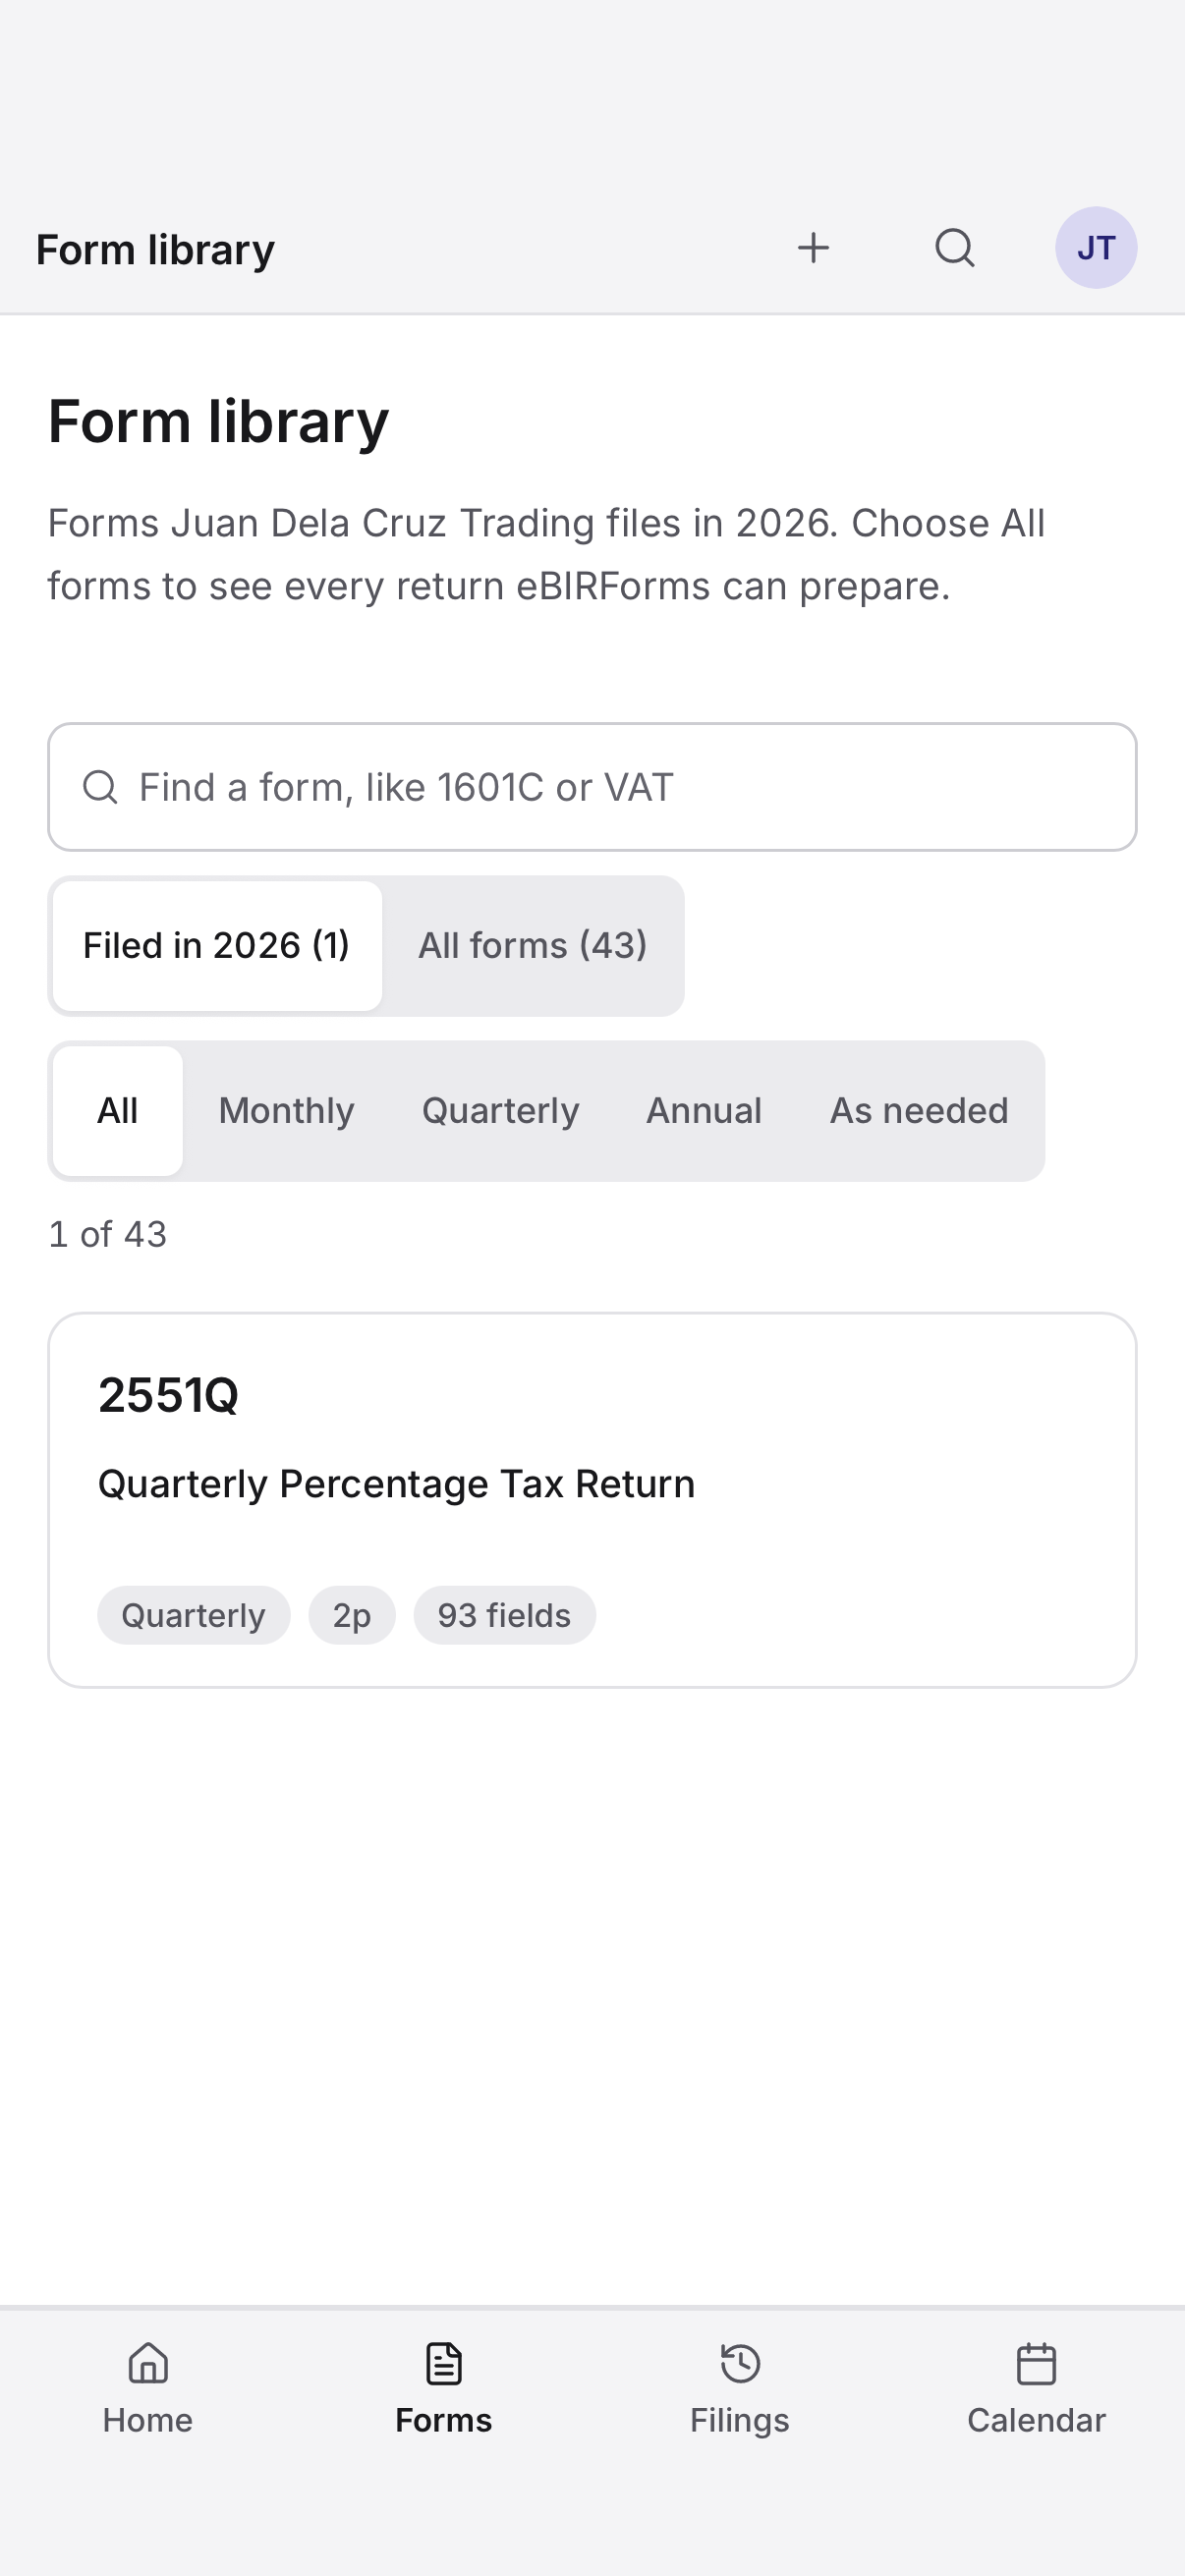 Form library
JT
Form library
Forms Juan Dela Cruz Trading files in 2026. Choose All
forms to see every return eBIRForms can prepare.
Find a form, like 1601C or VAT
Filed in 2026 (1)
All forms (43)
All
Monthly
Quarterly
Annual
As needed
1 of 43
2551Q
Quarterly Percentage Tax Return
Quarterly
2p
93 fields
Home
Forms
Filings
Calendar